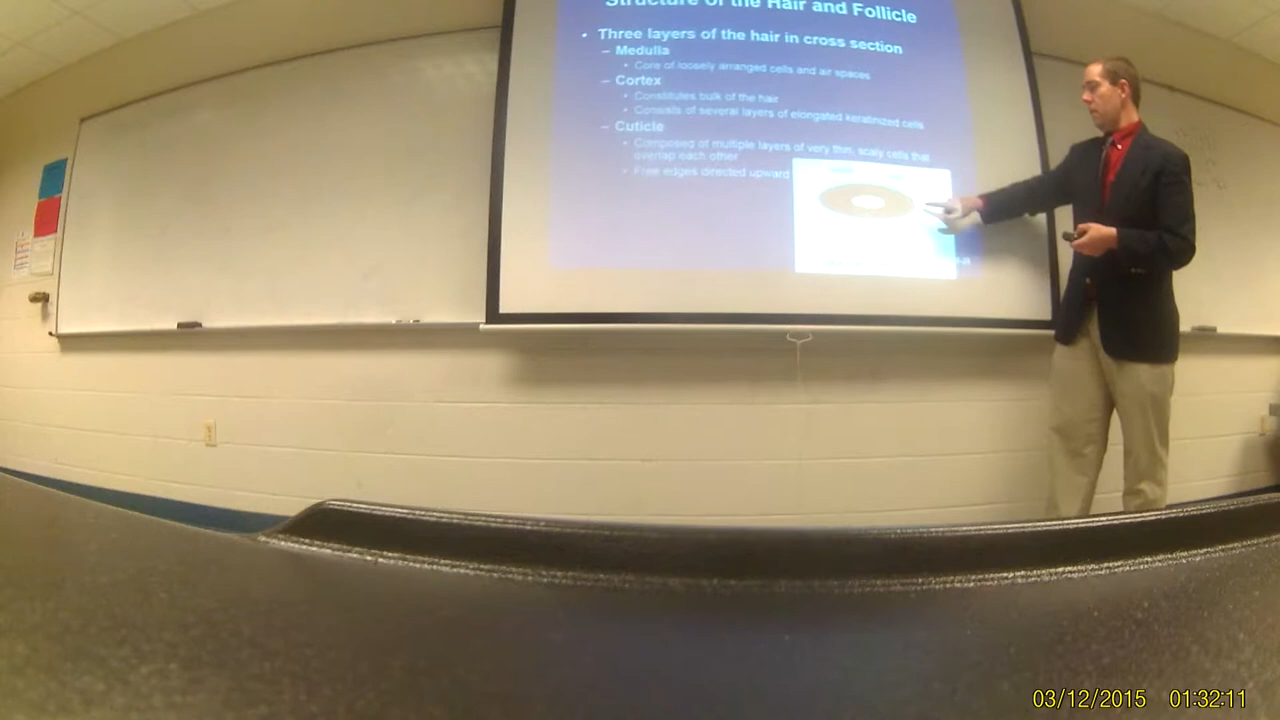 Structure of the Hair and Follicle
• Three layers of the hair in cross section
– Medulla
• Core of loosely arranged cells and air spaces
– Cortex
• Constitutes bulk of the hair
• Consists of several layers of elongated keratinized cells
– Cuticle
• Composed of multiple layers of very thin, scaly cells that
overlap each other
• Free edges directed upward
03/12/2015 01:32:11